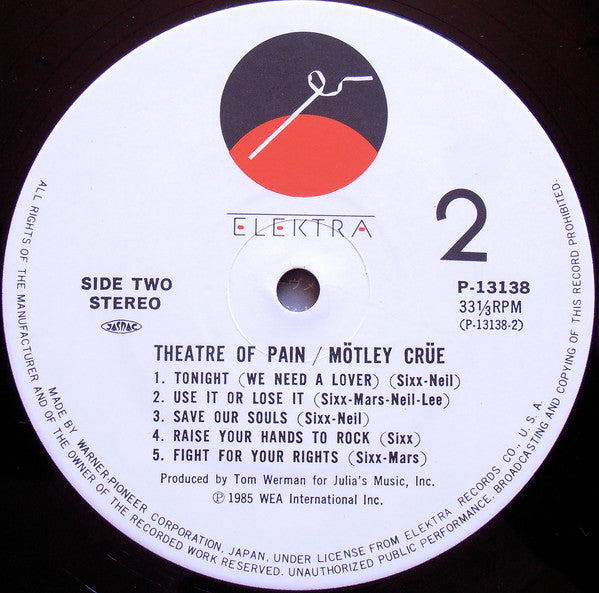 ELEKTRA
2
SIDE TWO
STEREO
JASRAC
P-13138
33⅓RPM
(P-13138-2)
THEATRE OF PAIN / MÖTLEY CRÜE
1. TONIGHT (WE NEED A LOVER) (Sixx-Neil)
2. USE IT OR LOSE IT (Sixx-Mars-Neil-Lee)
3. SAVE OUR SOULS (Sixx-Neil)
4. RAISE YOUR HANDS TO ROCK (Sixx)
5. FIGHT FOR YOUR RIGHTS (Sixx-Mars)
Produced by Tom Werman for Julia's Music, Inc.
Ⓟ 1985 WEA International Inc.
MADE BY WARNER-PIONEER CORPORATION, JAPAN, UNDER LICENSE FROM ELEKTRA RECORDS CO., U.S.A.
ALL RIGHTS OF THE MANUFACTURER AND OF THE OWNER OF THE RECORDED WORK RESERVED. UNAUTHORIZED PUBLIC PERFORMANCE, BROADCASTING AND COPYING OF THIS RECORD PROHIBITED.